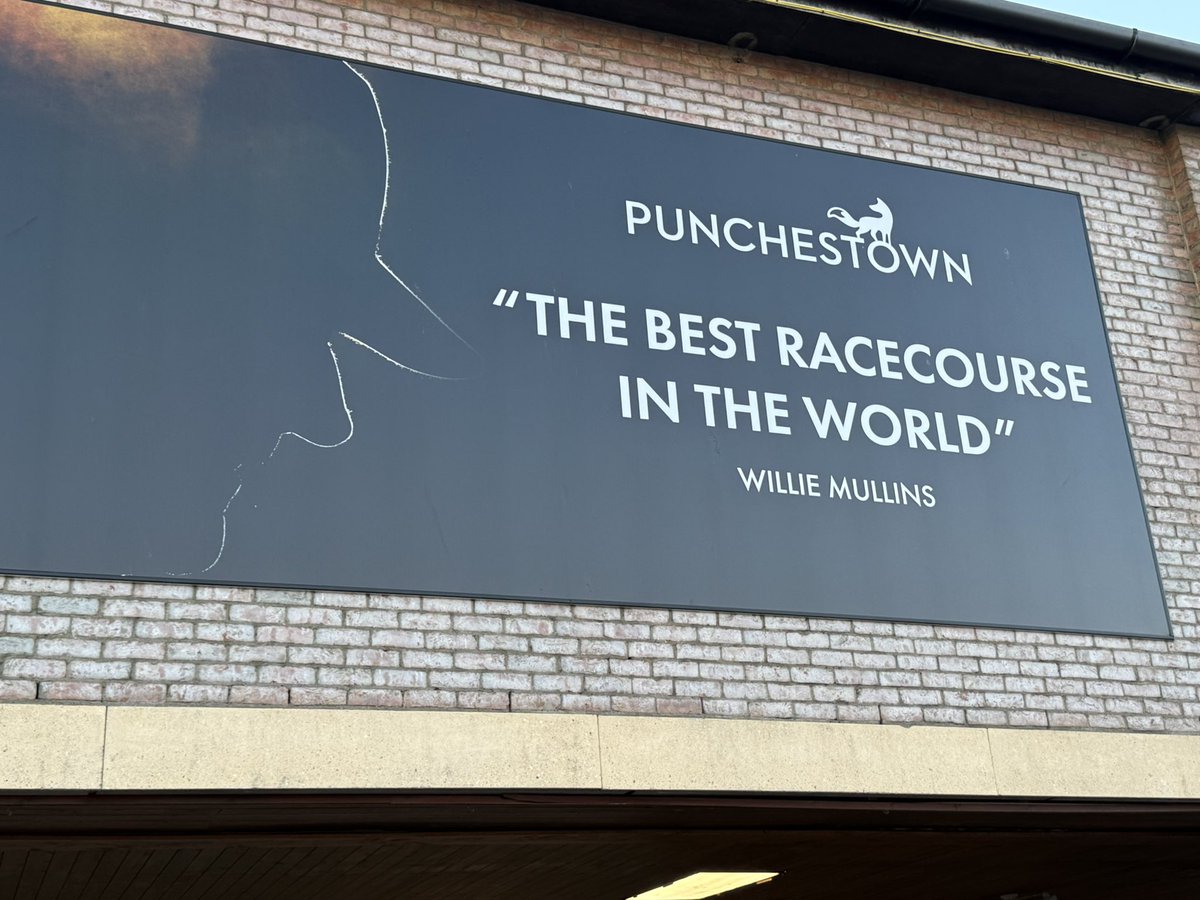 PUNCHESTOWN
“THE BEST RACECOURSE
IN THE WORLD”
WILLIE MULLINS